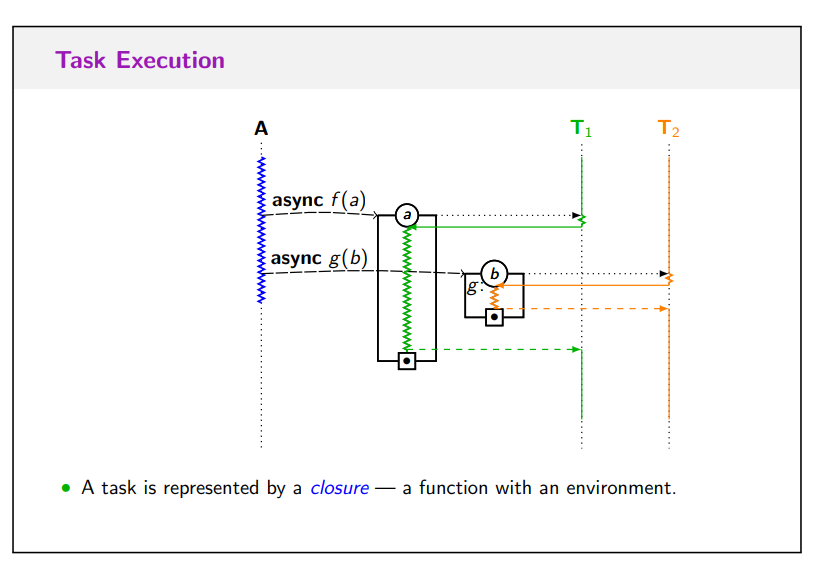 Task Execution
A
T₁
T₂
async f(a)
a
async g(b)
b
g:
• A task is represented by a closure — a function with an environment.